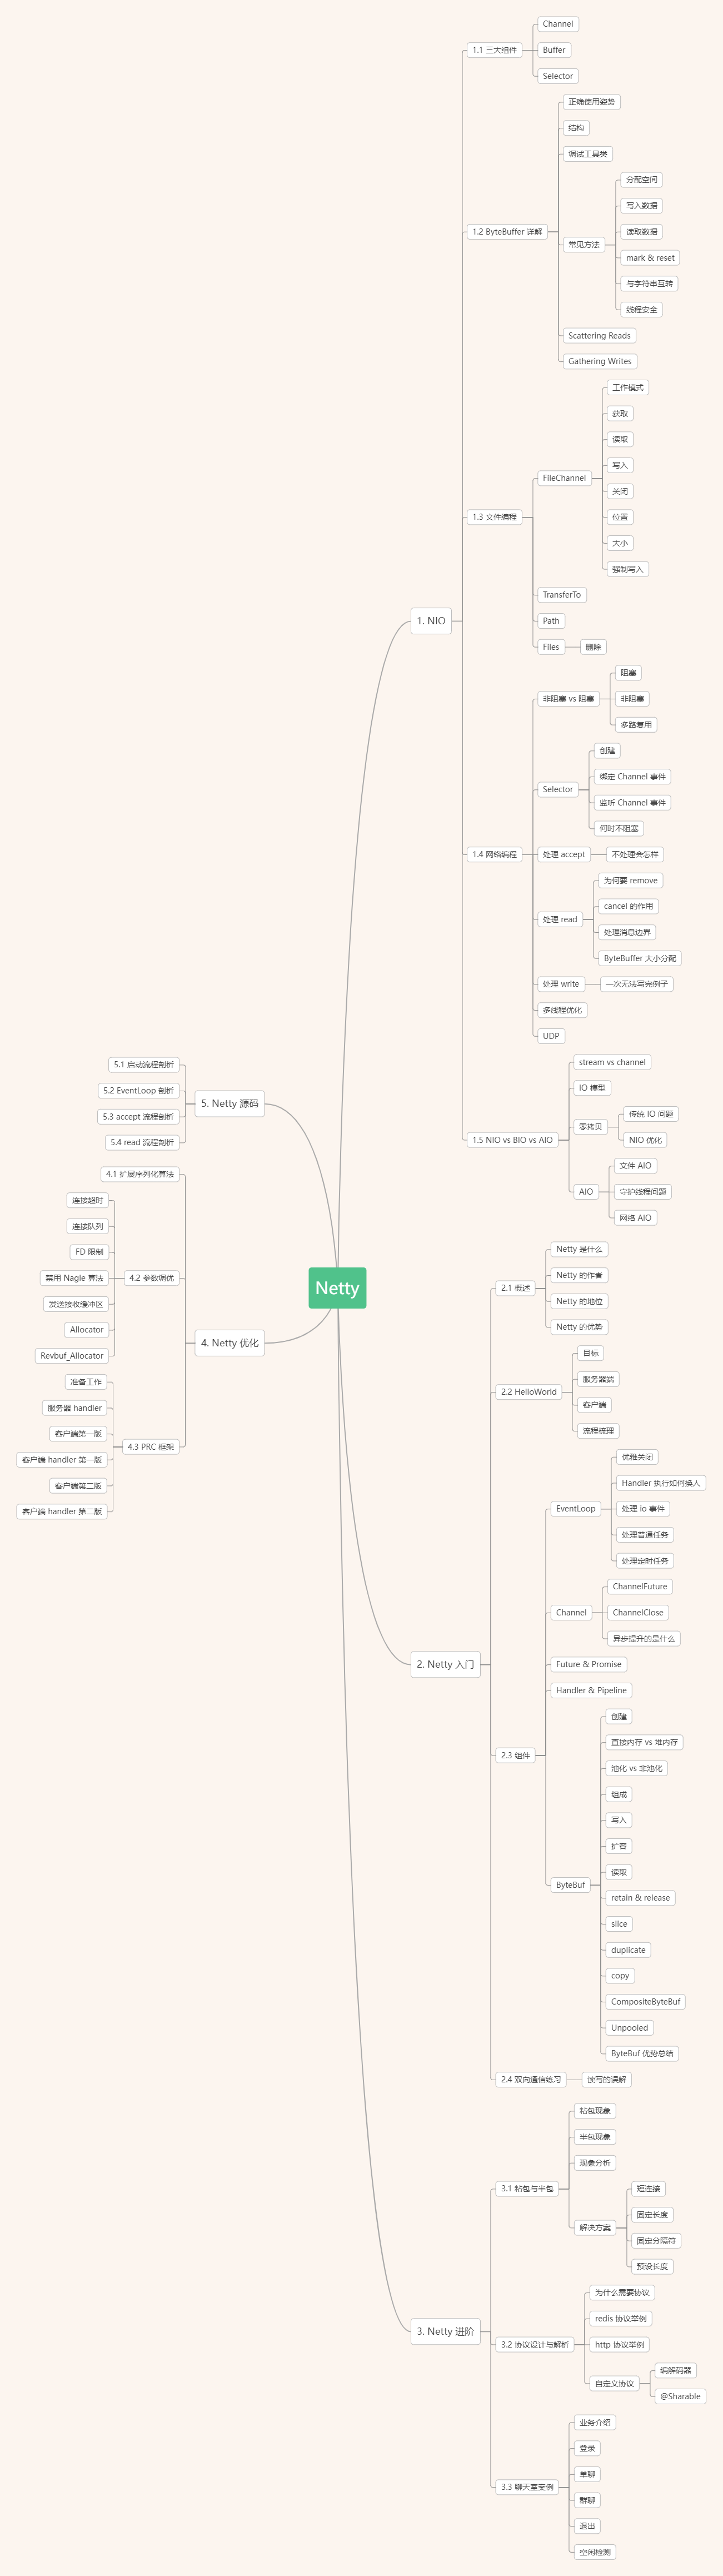 Netty
1. NIO
1.1 三大组件
Channel
Buffer
Selector
1.2 ByteBuffer 详解
正确使用姿势
结构
调试工具类
常见方法
分配空间
写入数据
读取数据
mark & reset
与字符串互转
线程安全
Scattering Reads
Gathering Writes
1.3 文件编程
FileChannel
工作模式
获取
读取
写入
关闭
位置
大小
强制写入
TransferTo
Path
Files
删除
1.4 网络编程
非阻塞 vs 阻塞
阻塞
非阻塞
多路复用
Selector
创建
绑定 Channel 事件
监听 Channel 事件
何时不阻塞
处理 accept
不处理会怎样
处理 read
为何要 remove
cancel 的作用
处理消息边界
ByteBuffer 大小分配
处理 write
一次无法写完例子
多线程优化
UDP
1.5 NIO vs BIO vs AIO
stream vs channel
IO 模型
零拷贝
传统 IO 问题
NIO 优化
AIO
文件 AIO
守护线程问题
网络 AIO
2. Netty 入门
2.1 概述
Netty 是什么
Netty 的作者
Netty 的地位
Netty 的优势
2.2 HelloWorld
目标
服务器端
客户端
流程梳理
2.3 组件
EventLoop
优雅关闭
Handler 执行如何换人
处理 io 事件
处理普通任务
处理定时任务
Channel
ChannelFuture
ChannelClose
异步提升的是什么
Future & Promise
Handler & Pipeline
ByteBuf
创建
直接内存 vs 堆内存
池化 vs 非池化
组成
写入
扩容
读取
retain & release
slice
duplicate
copy
CompositeByteBuf
Unpooled
ByteBuf 优势总结
2.4 双向通信练习
读写的误解
3. Netty 进阶
3.1 粘包与半包
粘包现象
半包现象
现象分析
解决方案
短连接
固定长度
固定分隔符
预设长度
3.2 协议设计与解析
为什么需要协议
redis 协议举例
http 协议举例
自定义协议
编解码器
@Sharable
3.3 聊天室案例
业务介绍
登录
单聊
群聊
退出
空闲检测
4. Netty 优化
4.1 扩展序列化算法
4.2 参数调优
连接超时
连接队列
FD 限制
禁用 Nagle 算法
发送接收缓冲区
Allocator
Revbuf_Allocator
4.3 PRC 框架
准备工作
服务器 handler
客户端第一版
客户端 handler 第一版
客户端第二版
客户端 handler 第二版
5. Netty 源码
5.1 启动流程剖析
5.2 EventLoop 剖析
5.3 accept 流程剖析
5.4 read 流程剖析